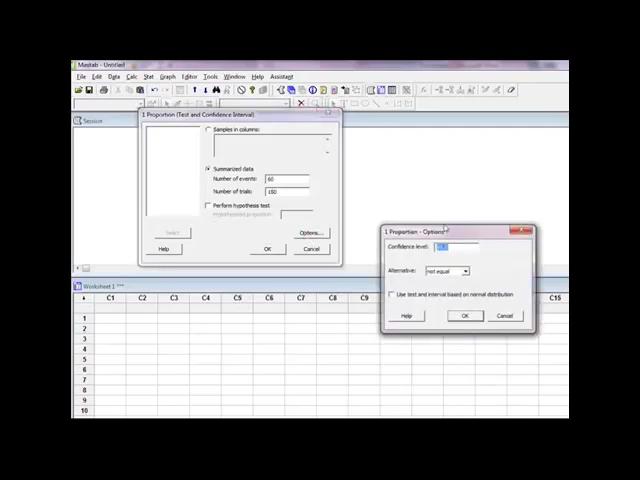 Minitab - Untitled
File Edit Data Calc Stat Graph Editor Tools Window Help Assistant
Session
1 Proportion (Test and Confidence Interval)
Samples in columns:
Summarized data
Number of events: 60
Number of trials: 150
Perform hypothesis test
Hypothesized proportion:
Select
Options...
Help OK Cancel
1 Proportion - Options
Confidence level:
Alternative: not equal
Use test and interval based on normal distribution
Help OK Cancel
Worksheet 1 ***
C1 C2 C3 C4 C5 C6 C7 C8 C9 C15
1
2
3
4
5
6
7
8
9
10